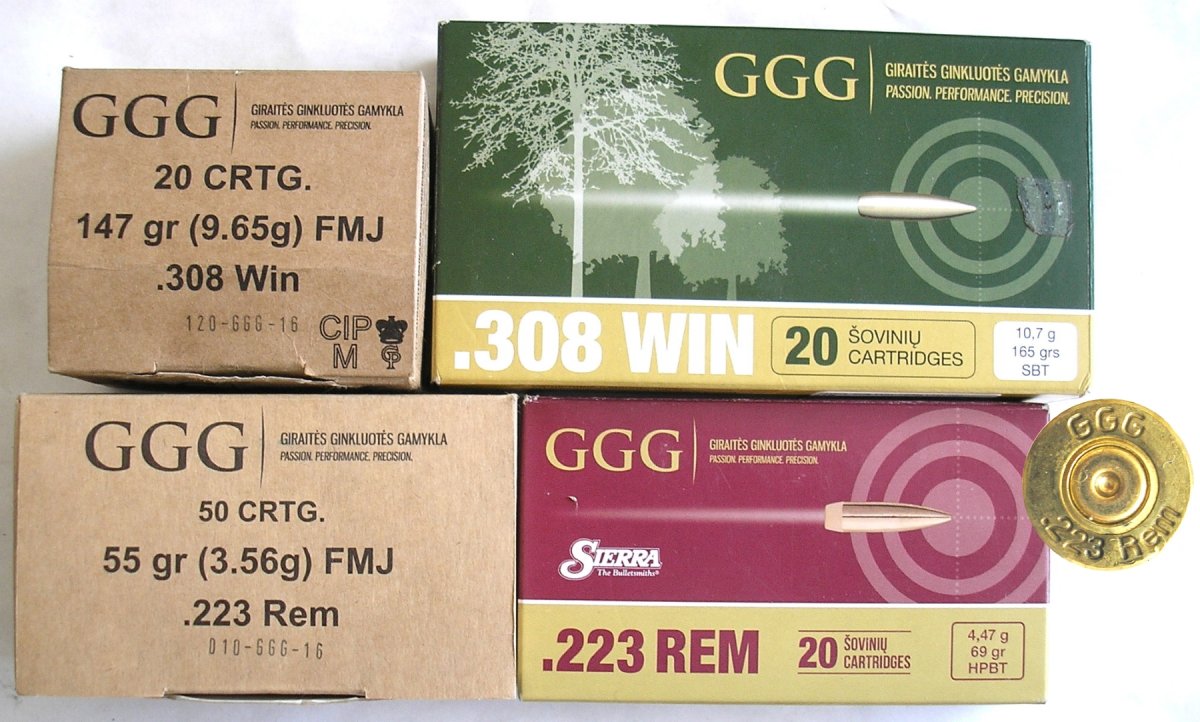 GGG
GIRAITĖS GINKLUOTĖS GAMYKLA
PASSION. PERFORMANCE. PRECISION.
20 CRTG.
147 gr (9.65g) FMJ
.308 Win
120-GGG-16
CIP
M
GGG
GIRAITĖS GINKLUOTĖS GAMYKLA
PASSION. PERFORMANCE. PRECISION.
.308 WIN
20
ŠOVINIŲ
CARTRIDGES
10,7 g
165 grs
SBT
GGG
GIRAITĖS GINKLUOTĖS GAMYKLA
PASSION. PERFORMANCE. PRECISION.
50 CRTG.
55 gr (3.56g) FMJ
.223 Rem
010-GGG-16
GGG
GIRAITĖS GINKLUOTĖS GAMYKLA
PASSION. PERFORMANCE. PRECISION.
SIERRA
The Bulletsmiths®
.223 REM
20
ŠOVINIŲ
CARTRIDGES
4,47 g
69 gr
HPBT
GGG
.223 Rem